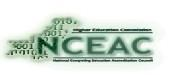 Higher Education Commission
NCEAC
National Computing Education Accreditation Council